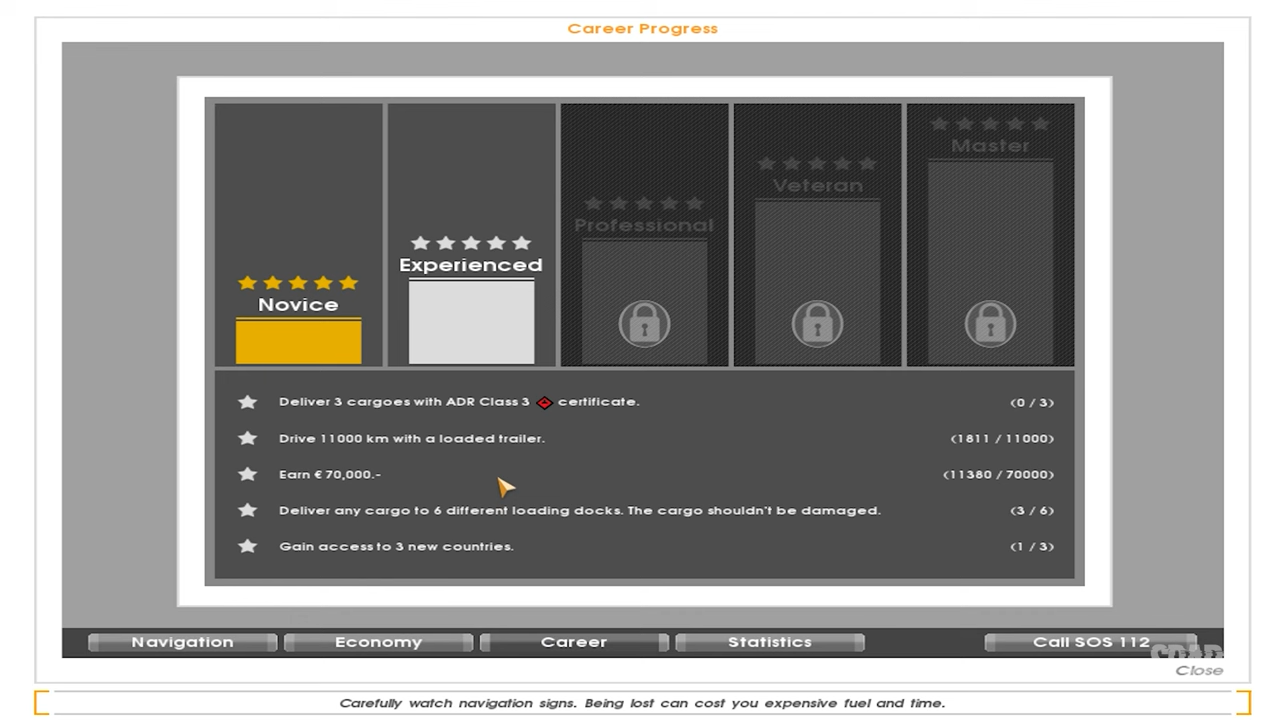 Career Progress
Master
Veteran
Professional
Experienced
Novice
Deliver 3 cargoes with ADR Class 3 certificate. (0 / 3)
Drive 11000 km with a loaded trailer. (1811 / 11000)
Earn € 70,000.- (11380 / 70000)
Deliver any cargo to 6 different loading docks. The cargo shouldn't be damaged. (3 / 6)
Gain access to 3 new countries. (1 / 3)
Navigation Economy Career Statistics Call SOS 112
Close
Carefully watch navigation signs. Being lost can cost you expensive fuel and time.